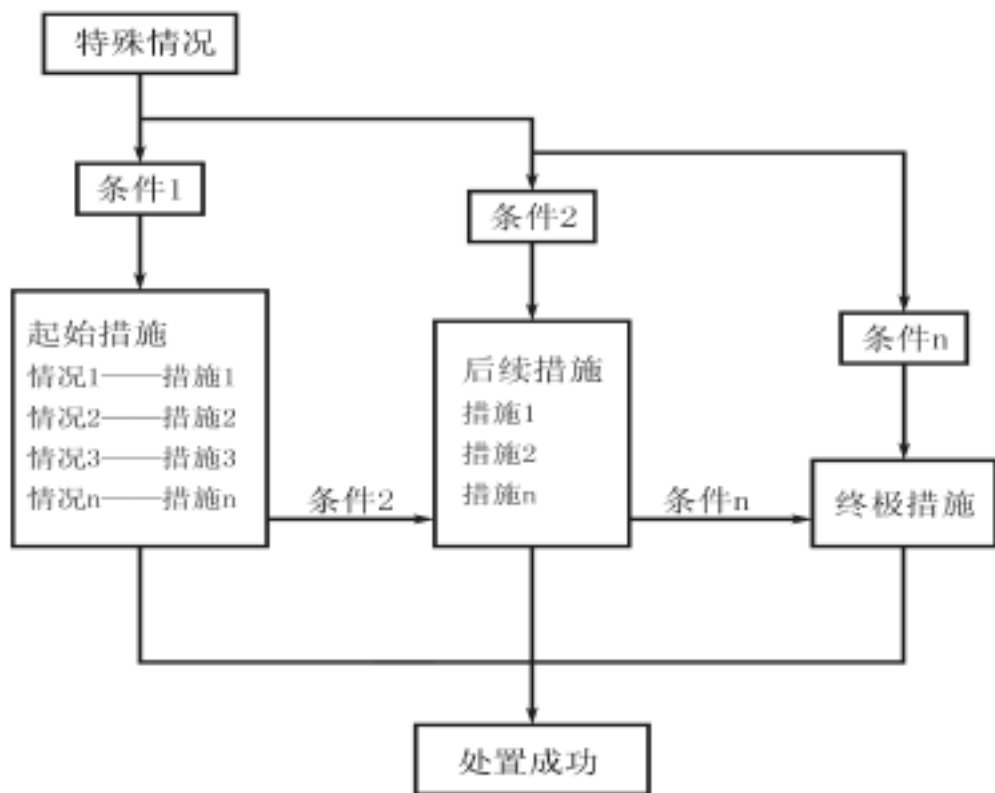 特殊情况
条件1
条件2
条件n
起始措施
情况1——措施1
情况2——措施2
情况3——措施3
情况n——措施n
条件2
后续措施
措施1
措施2
措施n
条件n
终极措施
处置成功